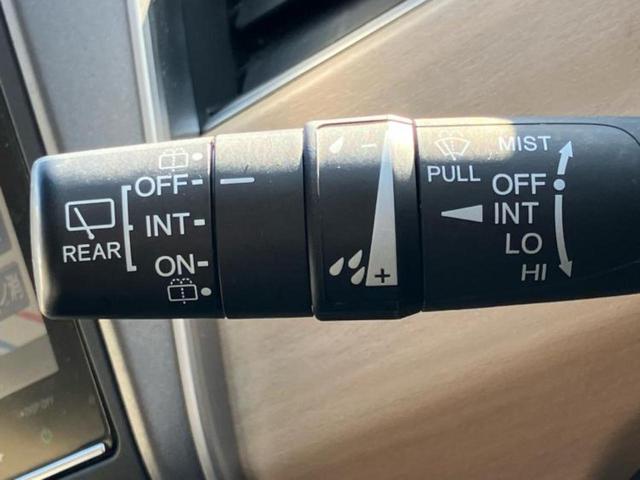 OFF
INT
REAR
ON
- 
+
PULL
MIST
OFF
INT
LO
HI